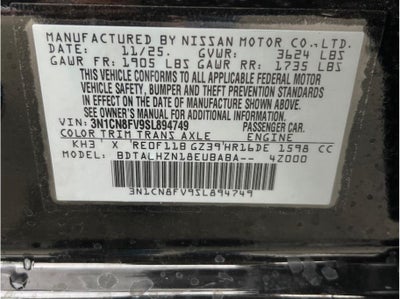 MANUFACTURED BY NISSAN MOTOR CO.,LTD.
DATE: 11/25. GVWR: 3624 LBS
GAWR FR: 1905 LBS GAWR RR: 1735 LBS
THIS VEHICLE CONFORMS TO ALL APPLICABLE FEDERAL MOTOR
VEHICLE SAFETY, BUMPER AND THEFT PREVENTION STANDARDS
IN EFFECT ON THE DATE OF MANUFACTURE SHOWN ABOVE.
SEE OWNER'S MANUAL FOR ADDITIONAL INFORMATION.
VIN: 3N1CN8FV9SL894749 PASSENGER CAR.
COLOR TRIM TRANS AXLE ENGINE
KH3 X RE0F11B GZ39 HR16DE 1598 CC
MODEL: BDTALHZN18EUBABA-- 4Z000
3N1CN8FV9SL894749